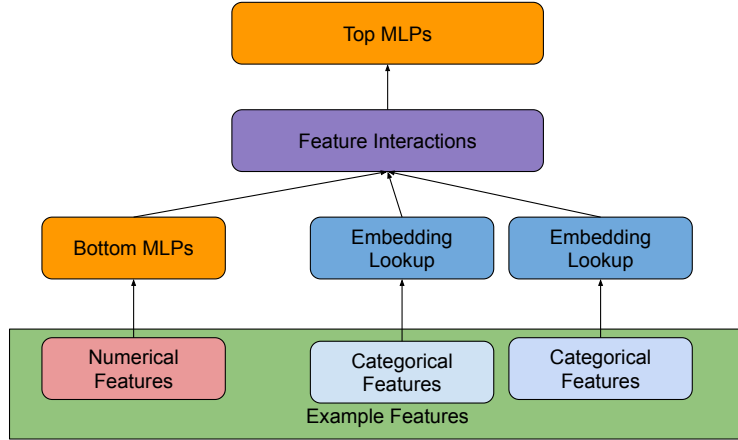 Top MLPs
Feature Interactions
Bottom MLPs
Embedding
Lookup
Embedding
Lookup
Numerical
Features
Categorical
Features
Categorical
Features
Example Features